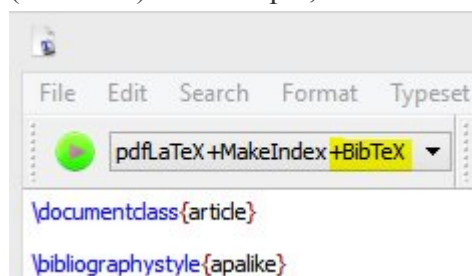 File Edit Search Format Typeset
pdfLaTeX+MakeIndex+BibTeX
\documentclass{article}
\bibliographystyle{apalike}